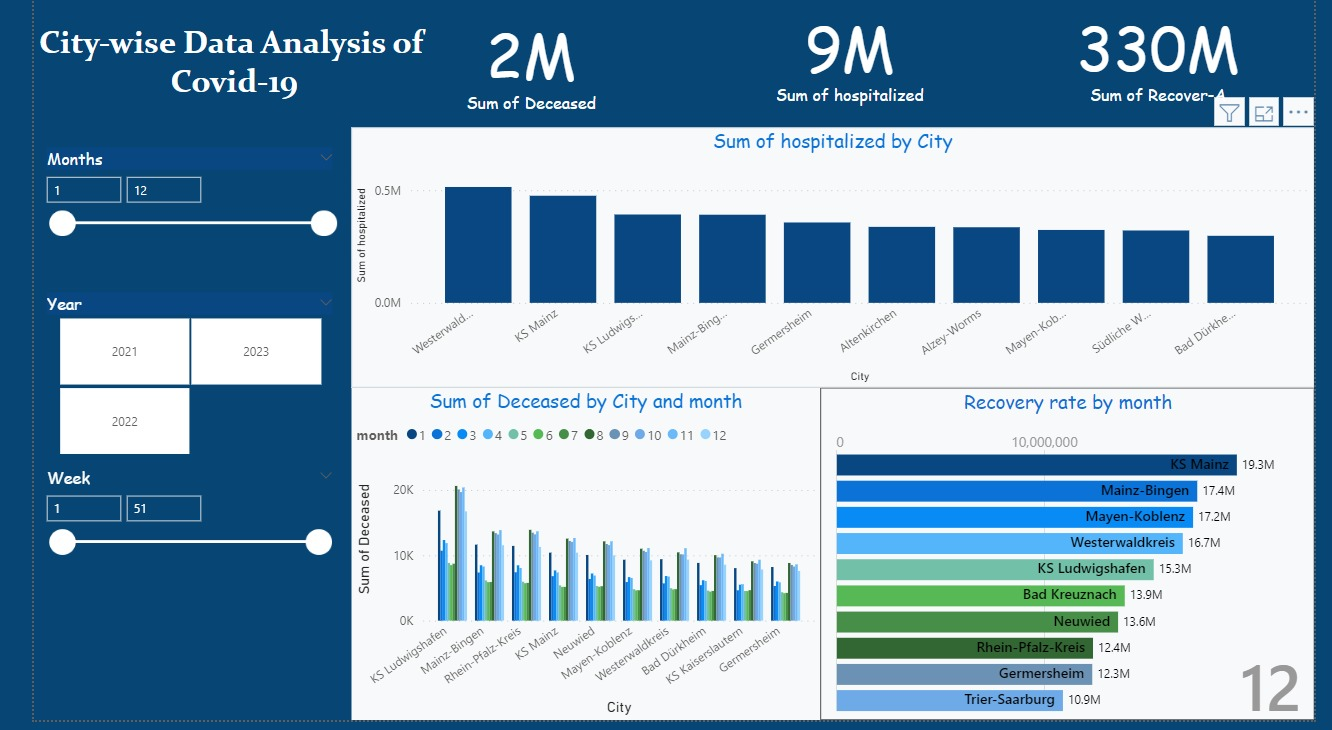 City-wise Data Analysis of
Covid-19
2M
Sum of Deceased
9M
Sum of hospitalized
330M
Sum of Recover-A
Months
1
12
Year
2021
2023
2022
Week
1
51
Sum of hospitalized by City
Sum of hospitalized
0.5M
0.0M
Westerwald...
KS Mainz
KS Ludwigs...
Mainz-Bing...
Germersheim
Altenkirchen
Alzey-Worms
Mayen-Kob...
Südliche W...
Bad Dürkhe...
City
Sum of Deceased by City and month
month 1 2 3 4 5 6 7 8 9 10 11 12
Sum of Deceased
20K
10K
0K
KS Ludwigshafen
Mainz-Bingen
Rhein-Pfalz-Kreis
KS Mainz
Neuwied
Mayen-Koblenz
Westerwaldkreis
Bad Dürkheim
KS Kaiserslautern
Germersheim
City
Recovery rate by month
0 10,000,000
KS Mainz 19.3M
Mainz-Bingen 17.4M
Mayen-Koblenz 17.2M
Westerwaldkreis 16.7M
KS Ludwigshafen 15.3M
Bad Kreuznach 13.9M
Neuwied 13.6M
Rhein-Pfalz-Kreis 12.4M
Germersheim 12.3M
Trier-Saarburg 10.9M
12